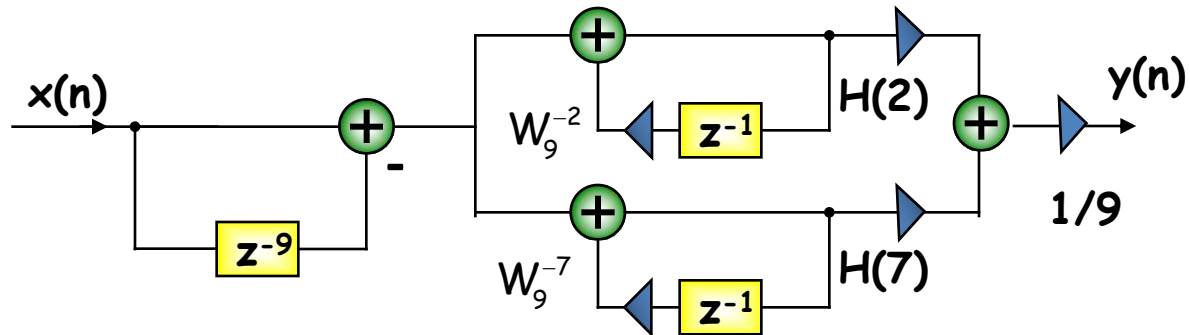 x(n)
+
-
z⁻⁹
W₉⁻²
+
z⁻¹
H(2)
W₉⁻⁷
+
z⁻¹
H(7)
+
y(n)
1/9